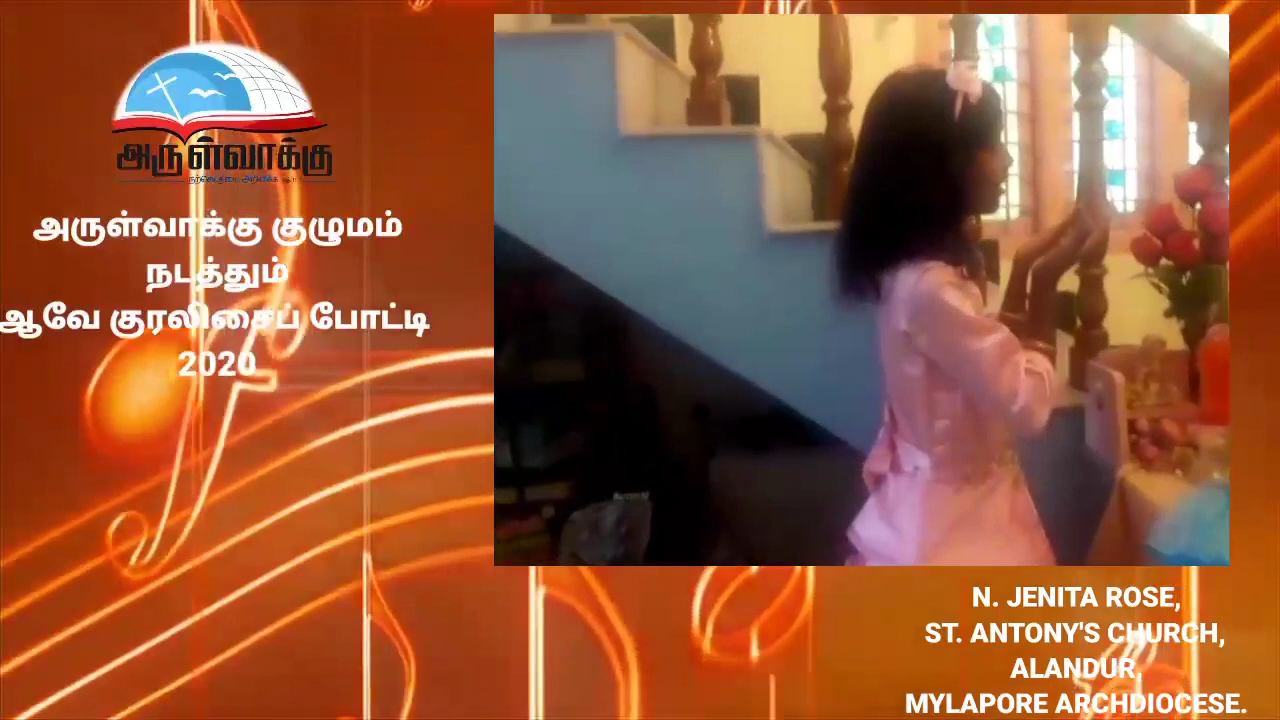 அருள்வாக்கு
அருள்வாக்கு குழுமம்
நடத்தும்
ஆவே குரலிசைப் போட்டி
2020
N. JENITA ROSE,
ST. ANTONY'S CHURCH,
ALANDUR,
MYLAPORE ARCHDIOCESE.